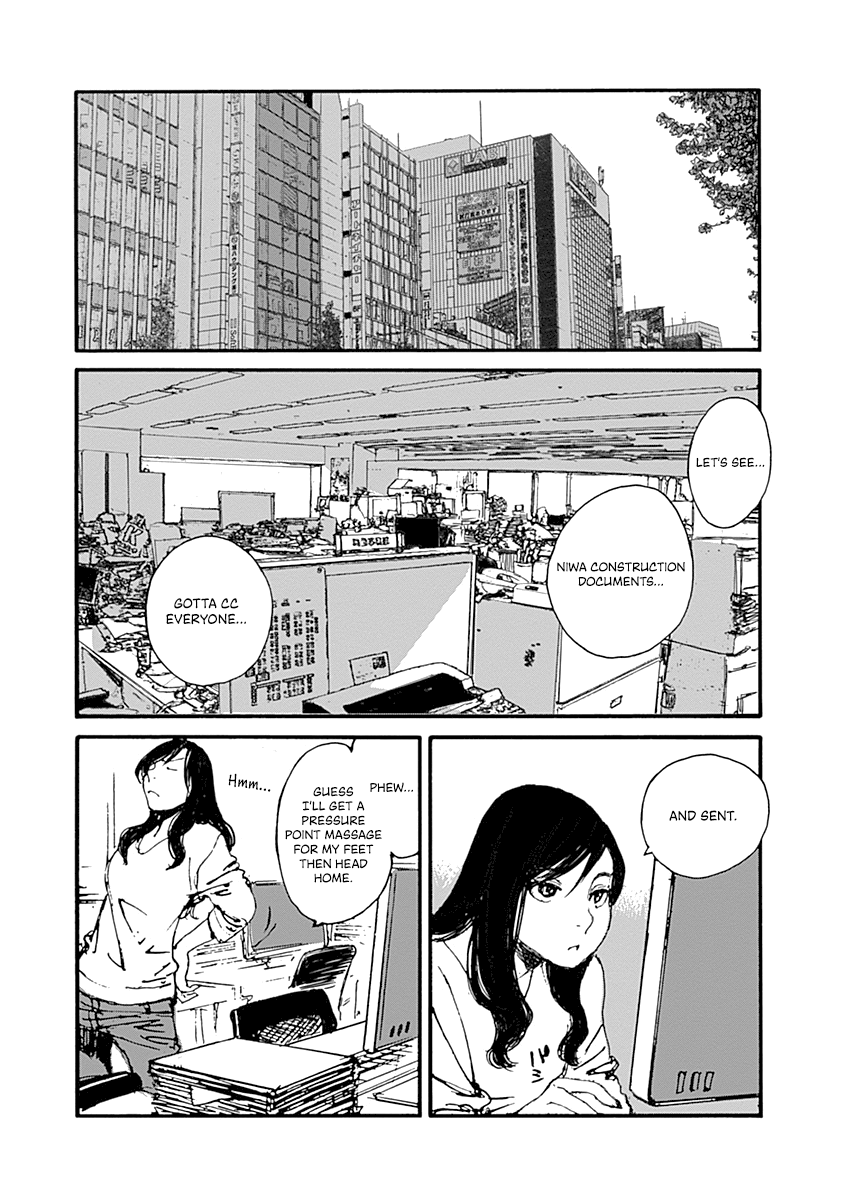 LET'S SEE...
NIWA CONSTRUCTION
DOCUMENTS...
GOTTA CC
EVERYONE...
AND SENT.
PHEW...
GUESS
I'LL GET A
PRESSURE
POINT MASSAGE
FOR MY FEET
THEN HEAD
HOME.
Hmm...